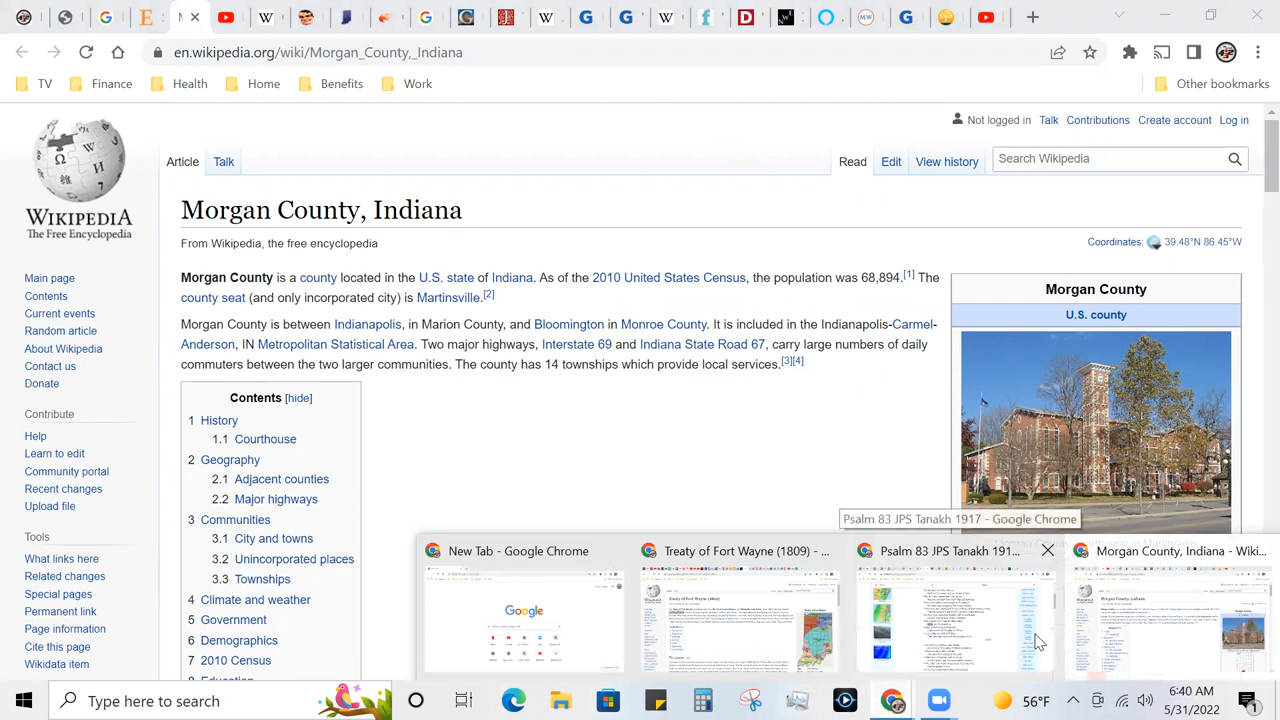 en.wikipedia.org/wiki/Morgan_County,_Indiana
TV Finance Health Home Benefits Work Other bookmarks
Not logged in Talk Contributions Create account Log in
Article Talk Read Edit View history Search Wikipedia
WIKIPEDIA
The Free Encyclopedia
Morgan County, Indiana
From Wikipedia, the free encyclopedia
Coordinates: 39.48°N 86.45°W
Morgan County is a county located in the U.S. state of Indiana. As of the 2010 United States Census, the population was 68,894.[1] The
county seat (and only incorporated city) is Martinsville.[2]
Morgan County is between Indianapolis, in Marion County, and Bloomington in Monroe County. It is included in the Indianapolis-Carmel-
Anderson, IN Metropolitan Statistical Area. Two major highways, Interstate 69 and Indiana State Road 67, carry large numbers of daily
commuters between the two larger communities. The county has 14 townships which provide local services.[3][4]
Morgan County
U.S. county
Main page
Contents
Current events
Random article
About Wikipedia
Contact us
Donate
Contribute
Help
Learn to edit
Community portal
Recent changes
Upload file
Tools
What links here
Related changes
Special pages
Permanent link
Page information
Cite this page
Wikidata item
Contents [hide]
1 History
1.1 Courthouse
2 Geography
2.1 Adjacent counties
2.2 Major highways
3 Communities
3.1 City and towns
3.2 Unincorporated places
3.3 Townships
4 Climate and weather
5 Government
6 Demographics
7 2010 Census
Psalm 83 JPS Tanakh 1917 - Google Chrome
New Tab - Google Chrome
Treaty of Fort Wayne (1809) - ...
Psalm 83 JPS Tanakh 191...
Morgan County, Indiana - Wiki...
Google
Type here to search
56°F
6:40 AM
5/31/2022
1